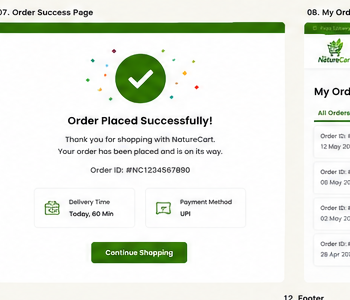 07. Order Success Page
Order Placed Successfully!
Thank you for shopping with NatureCart.
Your order has been placed and is on its way.
Order ID: #NC1234567890
Delivery Time
Today, 60 Min
Payment Method
UPI
Continue Shopping
08. My Ord
NatureCar
My Ord
All Orders
Order ID: #
12 May 20
Order ID: #
08 May 20
Order ID: #
02 May 20
Order ID: #
28 Apr 20
12. Footer